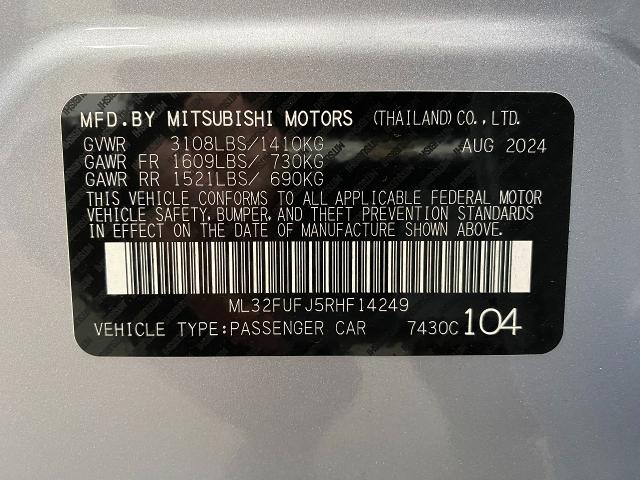 MFD.BY MITSUBISHI MOTORS (THAILAND)CO.,LTD.
GVWR 3108LBS/1410KG AUG 2024
GAWR FR 1609LBS/ 730KG
GAWR RR 1521LBS/ 690KG
THIS VEHICLE CONFORMS TO ALL APPLICABLE FEDERAL MOTOR
VEHICLE SAFETY, BUMPER, AND THEFT PREVENTION STANDARDS
IN EFFECT ON THE DATE OF MANUFACTURE SHOWN ABOVE.
ML32FUFJ5RHF14249
VEHICLE TYPE:PASSENGER CAR 7430C 104